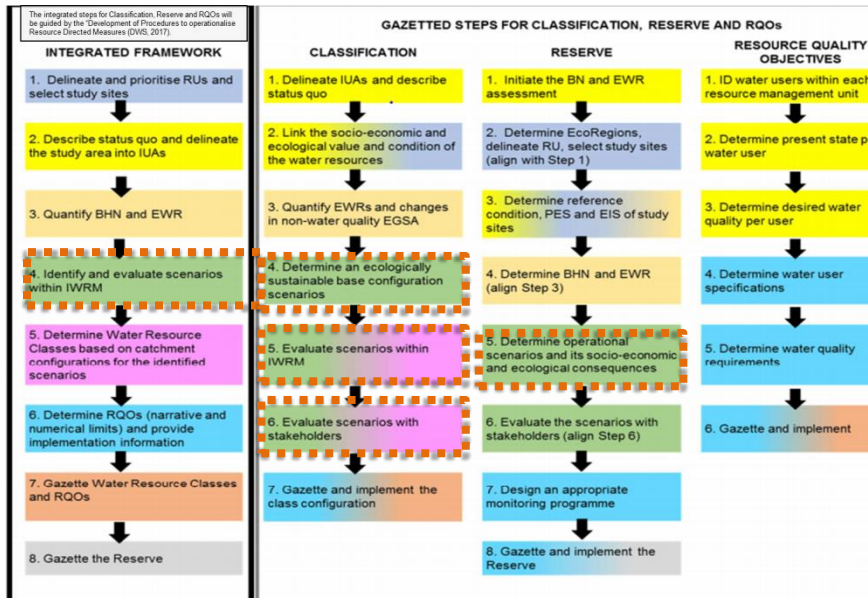 The integrated steps for Classification, Reserve and RQOs will
be guided by the "Development of Procedures to operationalise
Resource Directed Measures (DWS, 2017).
INTEGRATED FRAMEWORK
1. Delineate and prioritise RUs and
select study sites
2. Describe status quo and delineate
the study area into IUAs
3. Quantify BHN and EWR
4. Identify and evaluate scenarios
within IWRM
5. Determine Water Resource
Classes based on catchment
configurations for the identified
scenarios
6. Determine RQOs (narrative and
numerical limits) and provide
implementation information
7. Gazette Water Resource Classes
and RQOs
8. Gazette the Reserve
GAZETTED STEPS FOR CLASSIFICATION, RESERVE AND RQOs
CLASSIFICATION
1. Delineate IUAs and describe
status quo
2. Link the socio-economic and
ecological value and condition of
the water resources
3. Quantify EWRs and changes
in non-water quality EGSA
4. Determine an ecologically
sustainable base configuration
scenarios
5. Evaluate scenarios within
IWRM
6. Evaluate scenarios with
stakeholders
7. Gazette and implement the
class configuration
RESERVE
1. Initiate the BN and EWR
assessment
2. Determine EcoRegions,
delineate RU, select study sites
(align with Step 1)
3. Determine reference
condition, PES and EIS of study
sites
4. Determine BHN and EWR
(align Step 3)
5. Determine operational
scenarios and its socio-economic
and ecological consequences
6. Evaluate the scenarios with
stakeholders (align Step 6)
7. Design an appropriate
monitoring programme
8. Gazette and implement the
Reserve
RESOURCE QUALITY
OBJECTIVES
1. ID water users within each
resource management unit
2. Determine present state p
water user
3. Determine desired water
quality per user
4. Determine water user
specifications
5. Determine water quality
requirements
6. Gazette and implement